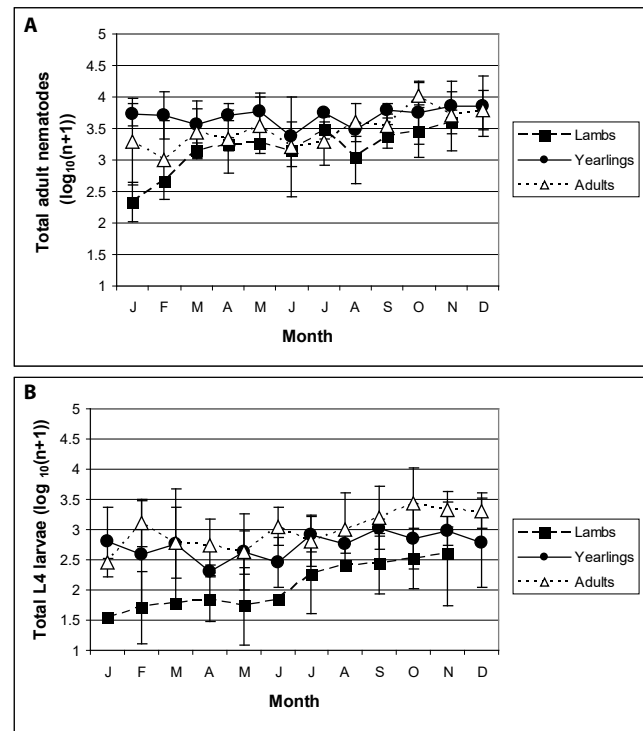 A
Total adult nematodes
(log₁₀(n+1))
5
4.5
4
3.5
3
2.5
2
1.5
1
J F M A M J J A S O N D
Month
Lambs
Yearlings
Adults
B
Total L4 larvae (log ₁₀(n+1))
5
4.5
4
3.5
3
2.5
2
1.5
1
J F M A M J J A S O N D
Month
Lambs
Yearlings
Adults